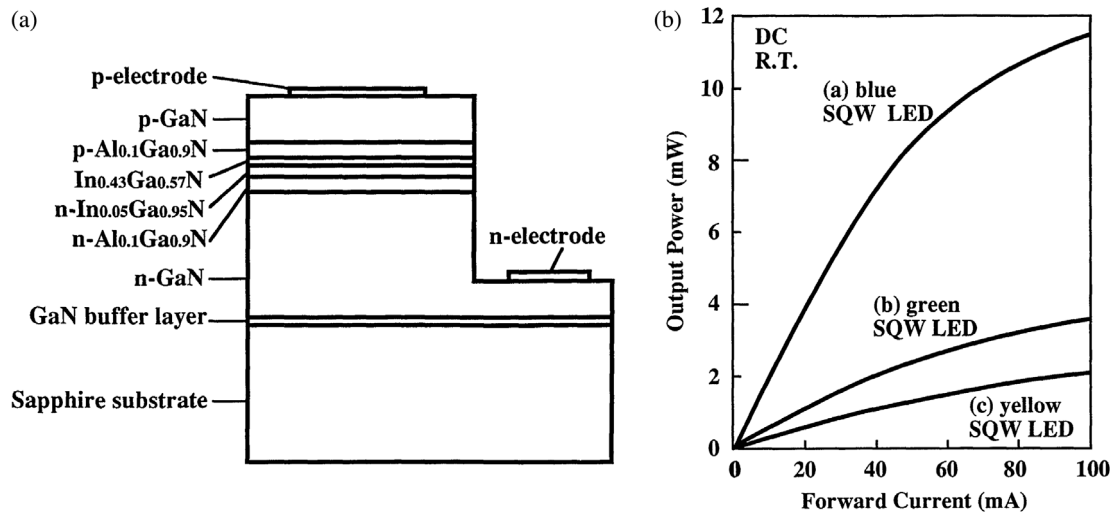 (a)
p-electrode
p-GaN
p-Al0.1Ga0.9N
In0.43Ga0.57N
n-In0.05Ga0.95N
n-Al0.1Ga0.9N
n-GaN
GaN buffer layer
Sapphire substrate
n-electrode
(b)
12
10
8
6
4
2
0
Output Power (mW)
DC
R.T.
(a) blue
SQW LED
(b) green
SQW LED
(c) yellow
SQW LED
0 20 40 60 80 100
Forward Current (mA)